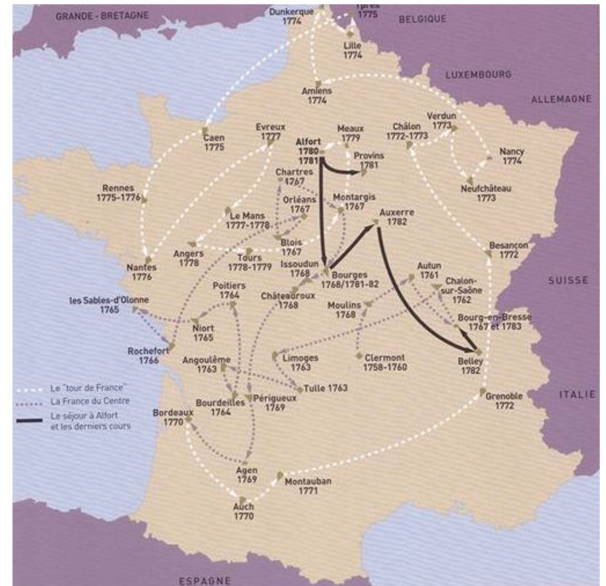 GRANDE - BRETAGNE
Dunkerque
1774
Ypres
1775
BELGIQUE
Lille
1774
LUXEMBOURG
ALLEMAGNE
Amiens
1774
Caen
1775
Evreux
1777
Alfort
1780
1781
Meaux
1779
Châlon
1772-1773
Verdun
1773
Nancy
1774
Provins
1781
Chartres
1767
Neufchâteau
1773
Rennes
1775-1776
Le Mans
1777-1778
Orléans
1767
Montargis
1767
Auxerre
1782
Blois
1767
Angers
1778
Tours
1778-1779
Besançon
1772
Nantes
1776
Issoudun
1768
Bourges
1768/1781-82
Autun
1761
Chalon-
sur-Saône
1762
SUISSE
les Sables-d'Olonne
1765
Poitiers
1764
Châteauroux
1768
Moulins
1768
Bourg-en-Bresse
1767 et 1783
Niort
1765
Rochefort
1766
Angoulême
1763
Limoges
1763
Clermont
1758-1760
Belley
1782
Tulle 1763
ITALIE
Grenoble
1772
Bourdeilles
1764
Périgueux
1769
Le "tour de France"
La France du Centre
Le séjour à Alfort
et les derniers cours
Bordeaux
1770
Agen
1769
Montauban
1771
Auch
1770
ESPAGNE